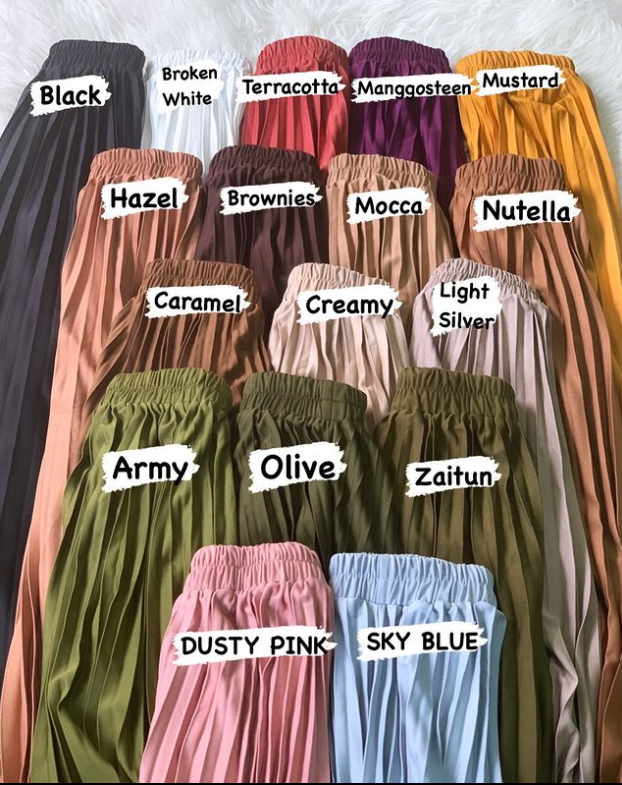 Black
Broken
White
Terracotta
Manggosteen
Mustard
Hazel
Brownies
Mocca
Nutella
Caramel
Creamy
Light
Silver
Army
Olive
Zaitun
DUSTY PINK
SKY BLUE